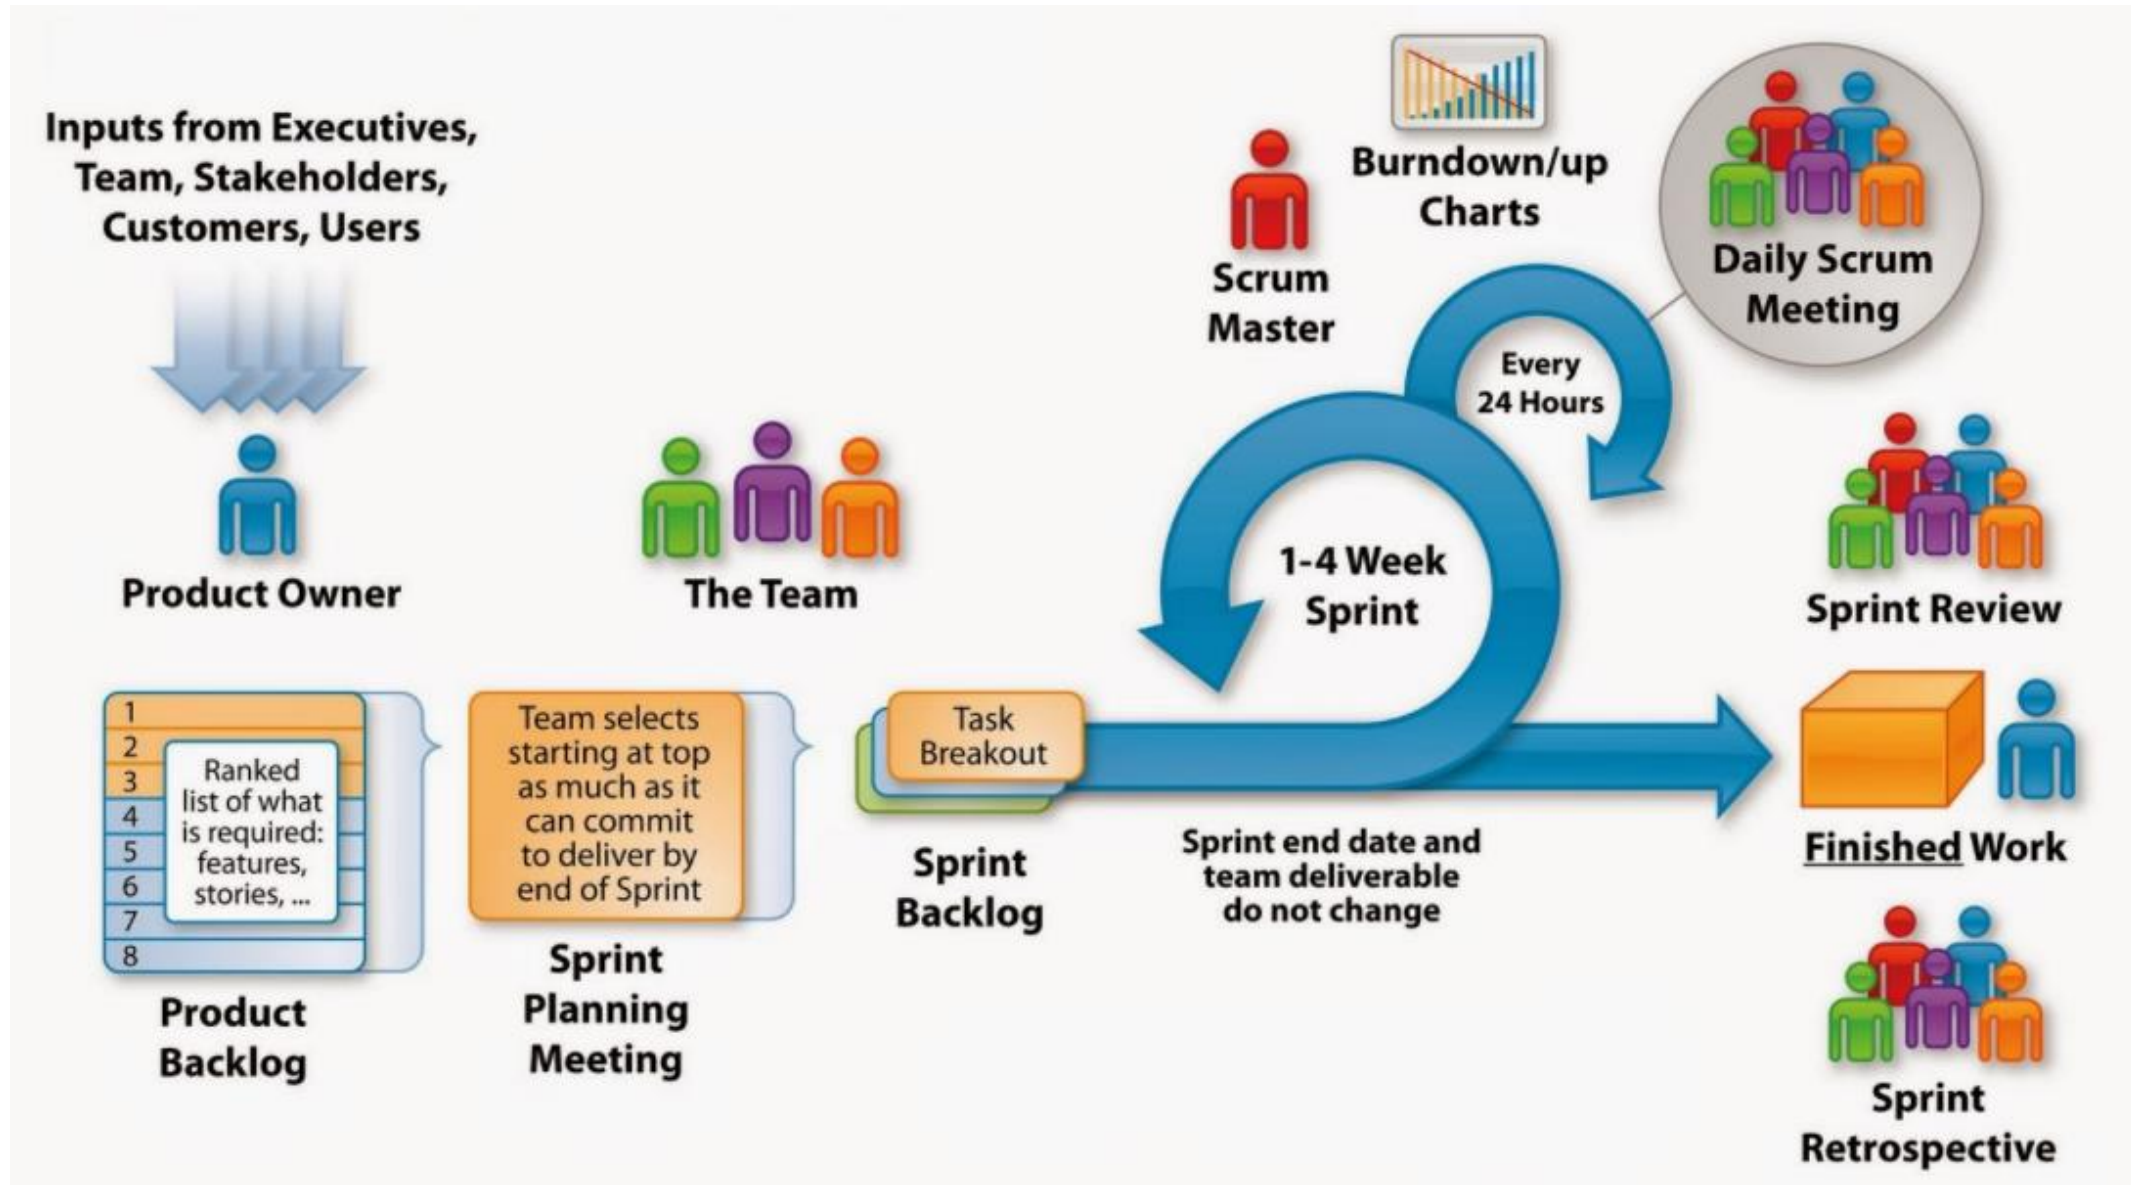 Inputs from Executives,
Team, Stakeholders,
Customers, Users
Product Owner
The Team
Scrum
Master
Burndown/up
Charts
Daily Scrum
Meeting
Every
24 Hours
1-4 Week
Sprint
Sprint Review
1
2
3
4
5
6
7
8
Ranked
list of what
is required:
features,
stories, ...
Product
Backlog
Team selects
starting at top
as much as it
can commit
to deliver by
end of Sprint
Sprint
Planning
Meeting
Task
Breakout
Sprint
Backlog
Sprint end date and
team deliverable
do not change
Finished Work
Sprint
Retrospective